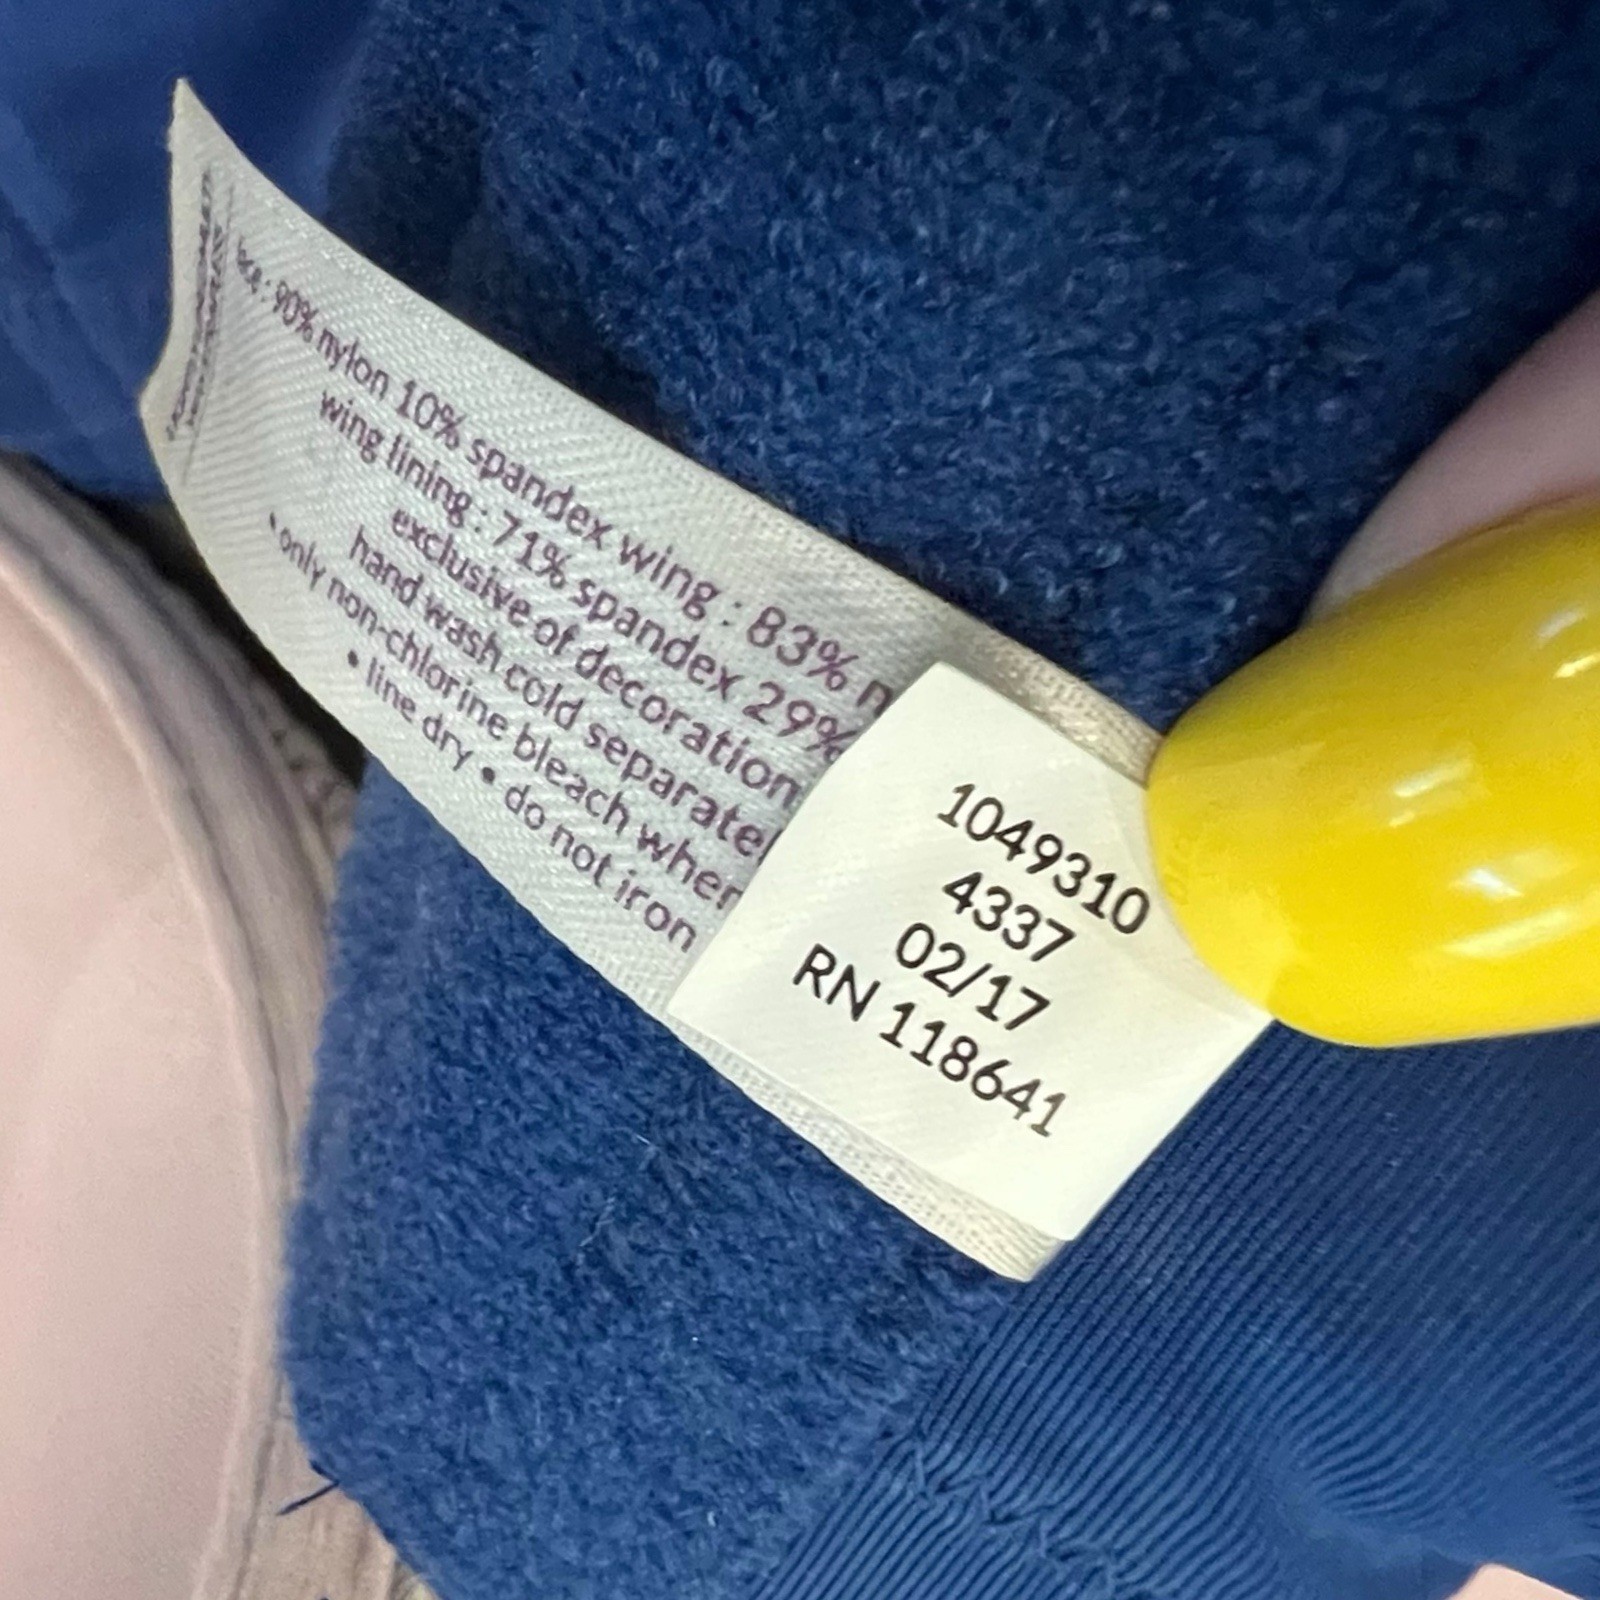 : 90% nylon 10% spandex wing : 83%
wing lining : 71% spandex 29%
exclusive of decoration
hand wash cold separatel
• only non-chlorine bleach when
• line dry • do not iron
1049310
4337
02/17
RN 118641